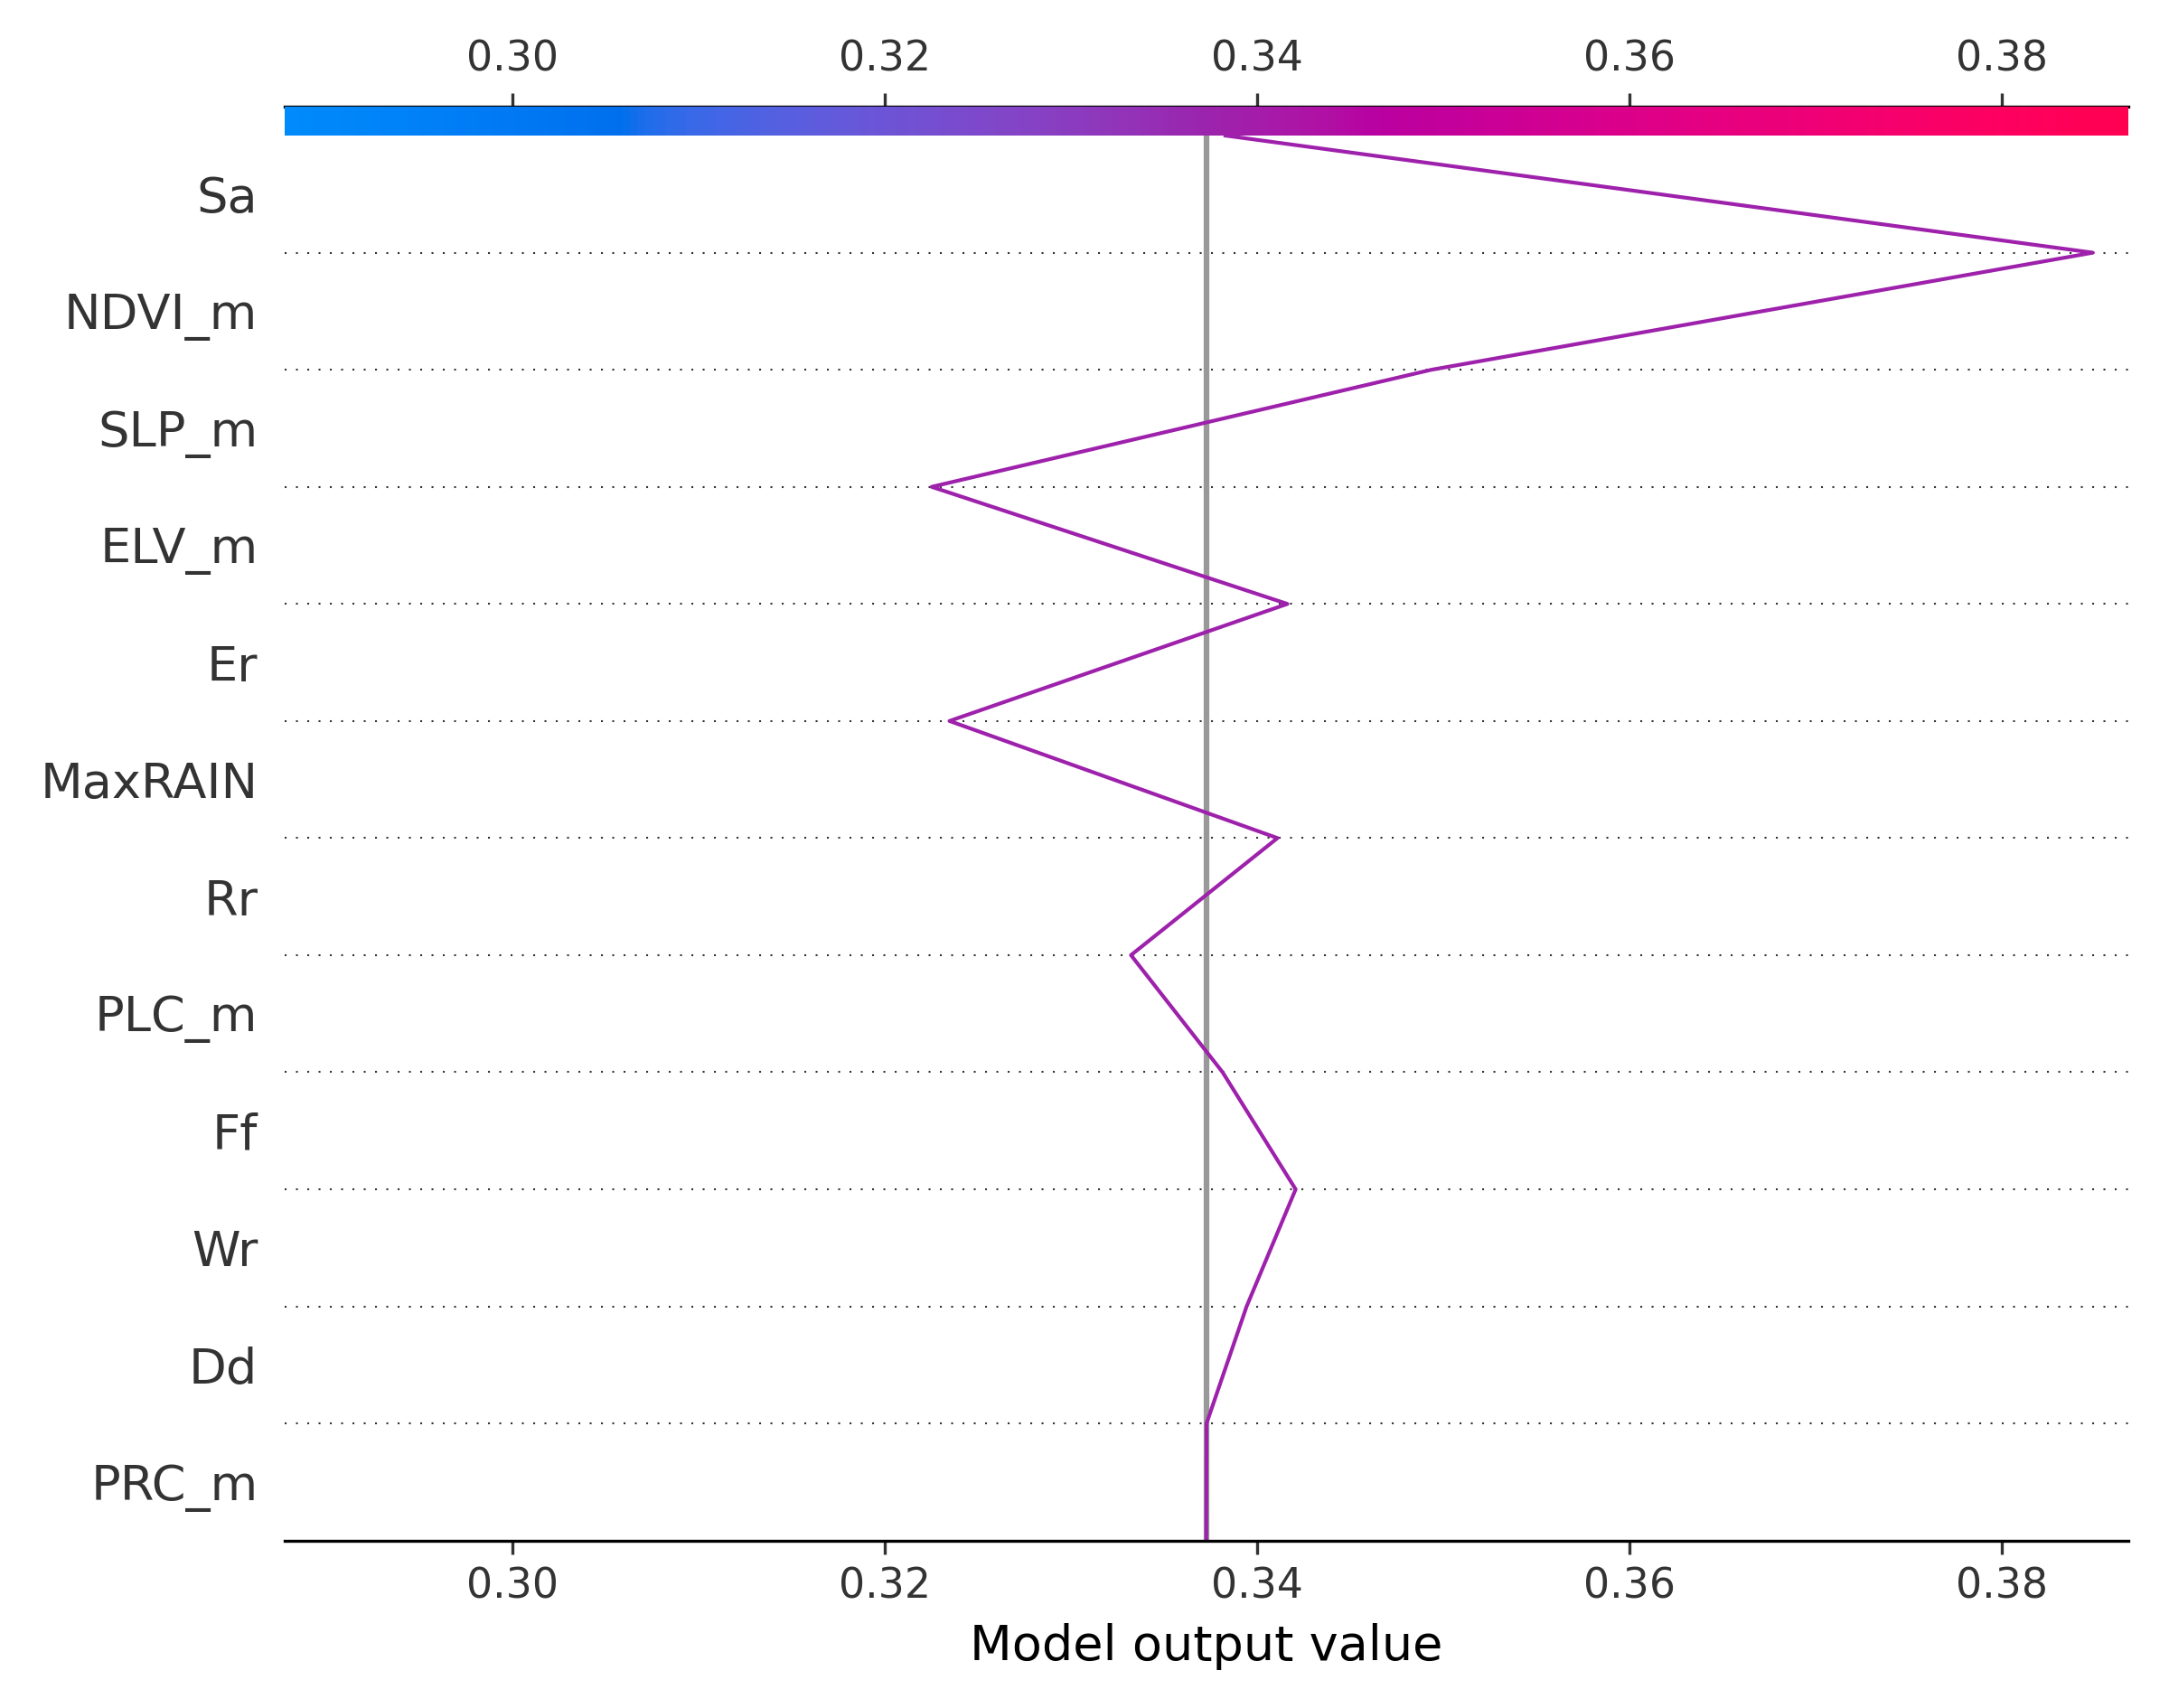 0.30 0.32 0.34 0.36 0.38
Sa
NDVI_m
SLP_m
ELV_m
Er
MaxRAIN
Rr
PLC_m
Ff
Wr
Dd
PRC_m
0.30 0.32 0.34 0.36 0.38
Model output value